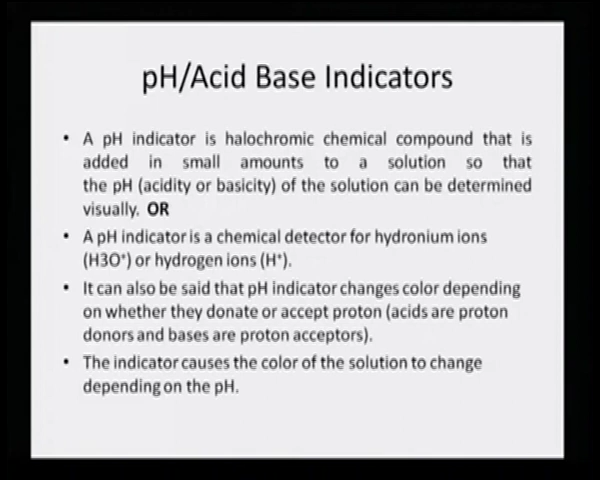 pH/Acid Base Indicators
• A pH indicator is halochromic chemical compound that is
added in small amounts to a solution so that
the pH (acidity or basicity) of the solution can be determined
visually. OR
• A pH indicator is a chemical detector for hydronium ions
(H3O⁺) or hydrogen ions (H⁺).
• It can also be said that pH indicator changes color depending
on whether they donate or accept proton (acids are proton
donors and bases are proton acceptors).
• The indicator causes the color of the solution to change
depending on the pH.